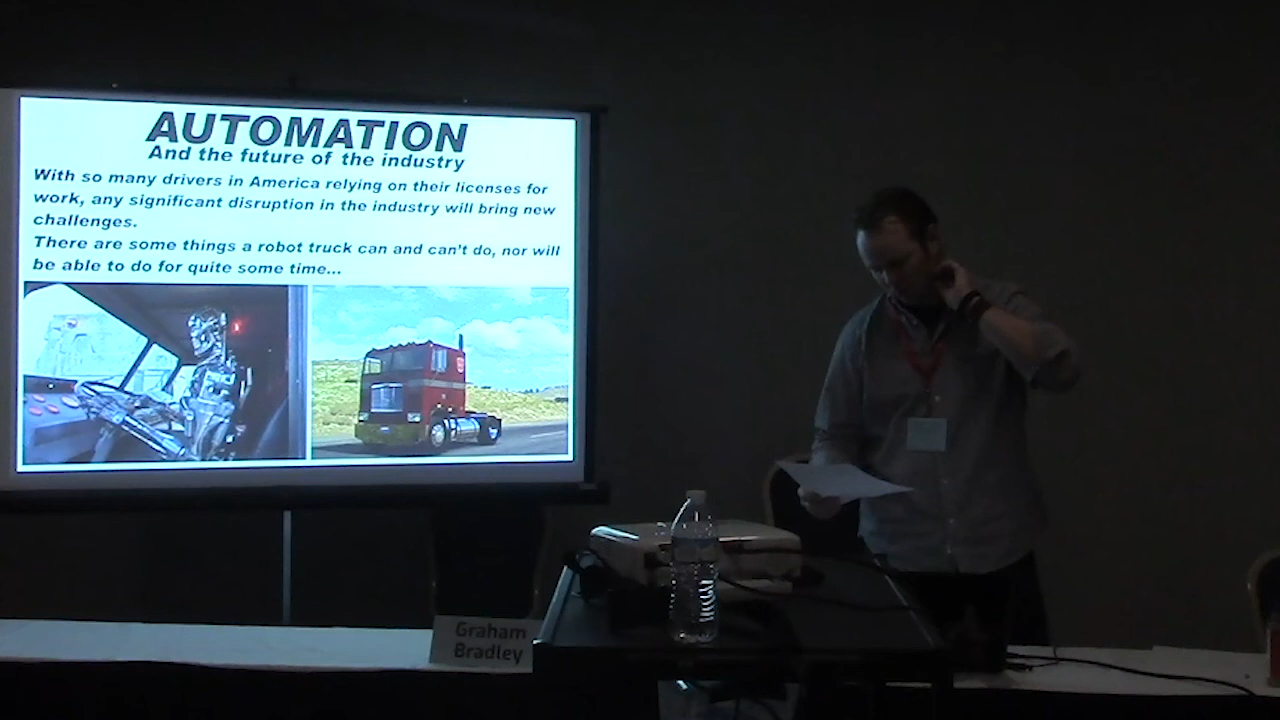 AUTOMATION
And the future of the industry
With so many drivers in America relying on their licenses for
work, any significant disruption in the industry will bring new
challenges.
There are some things a robot truck can and can't do, nor will
be able to do for quite some time...
Graham
Bradley